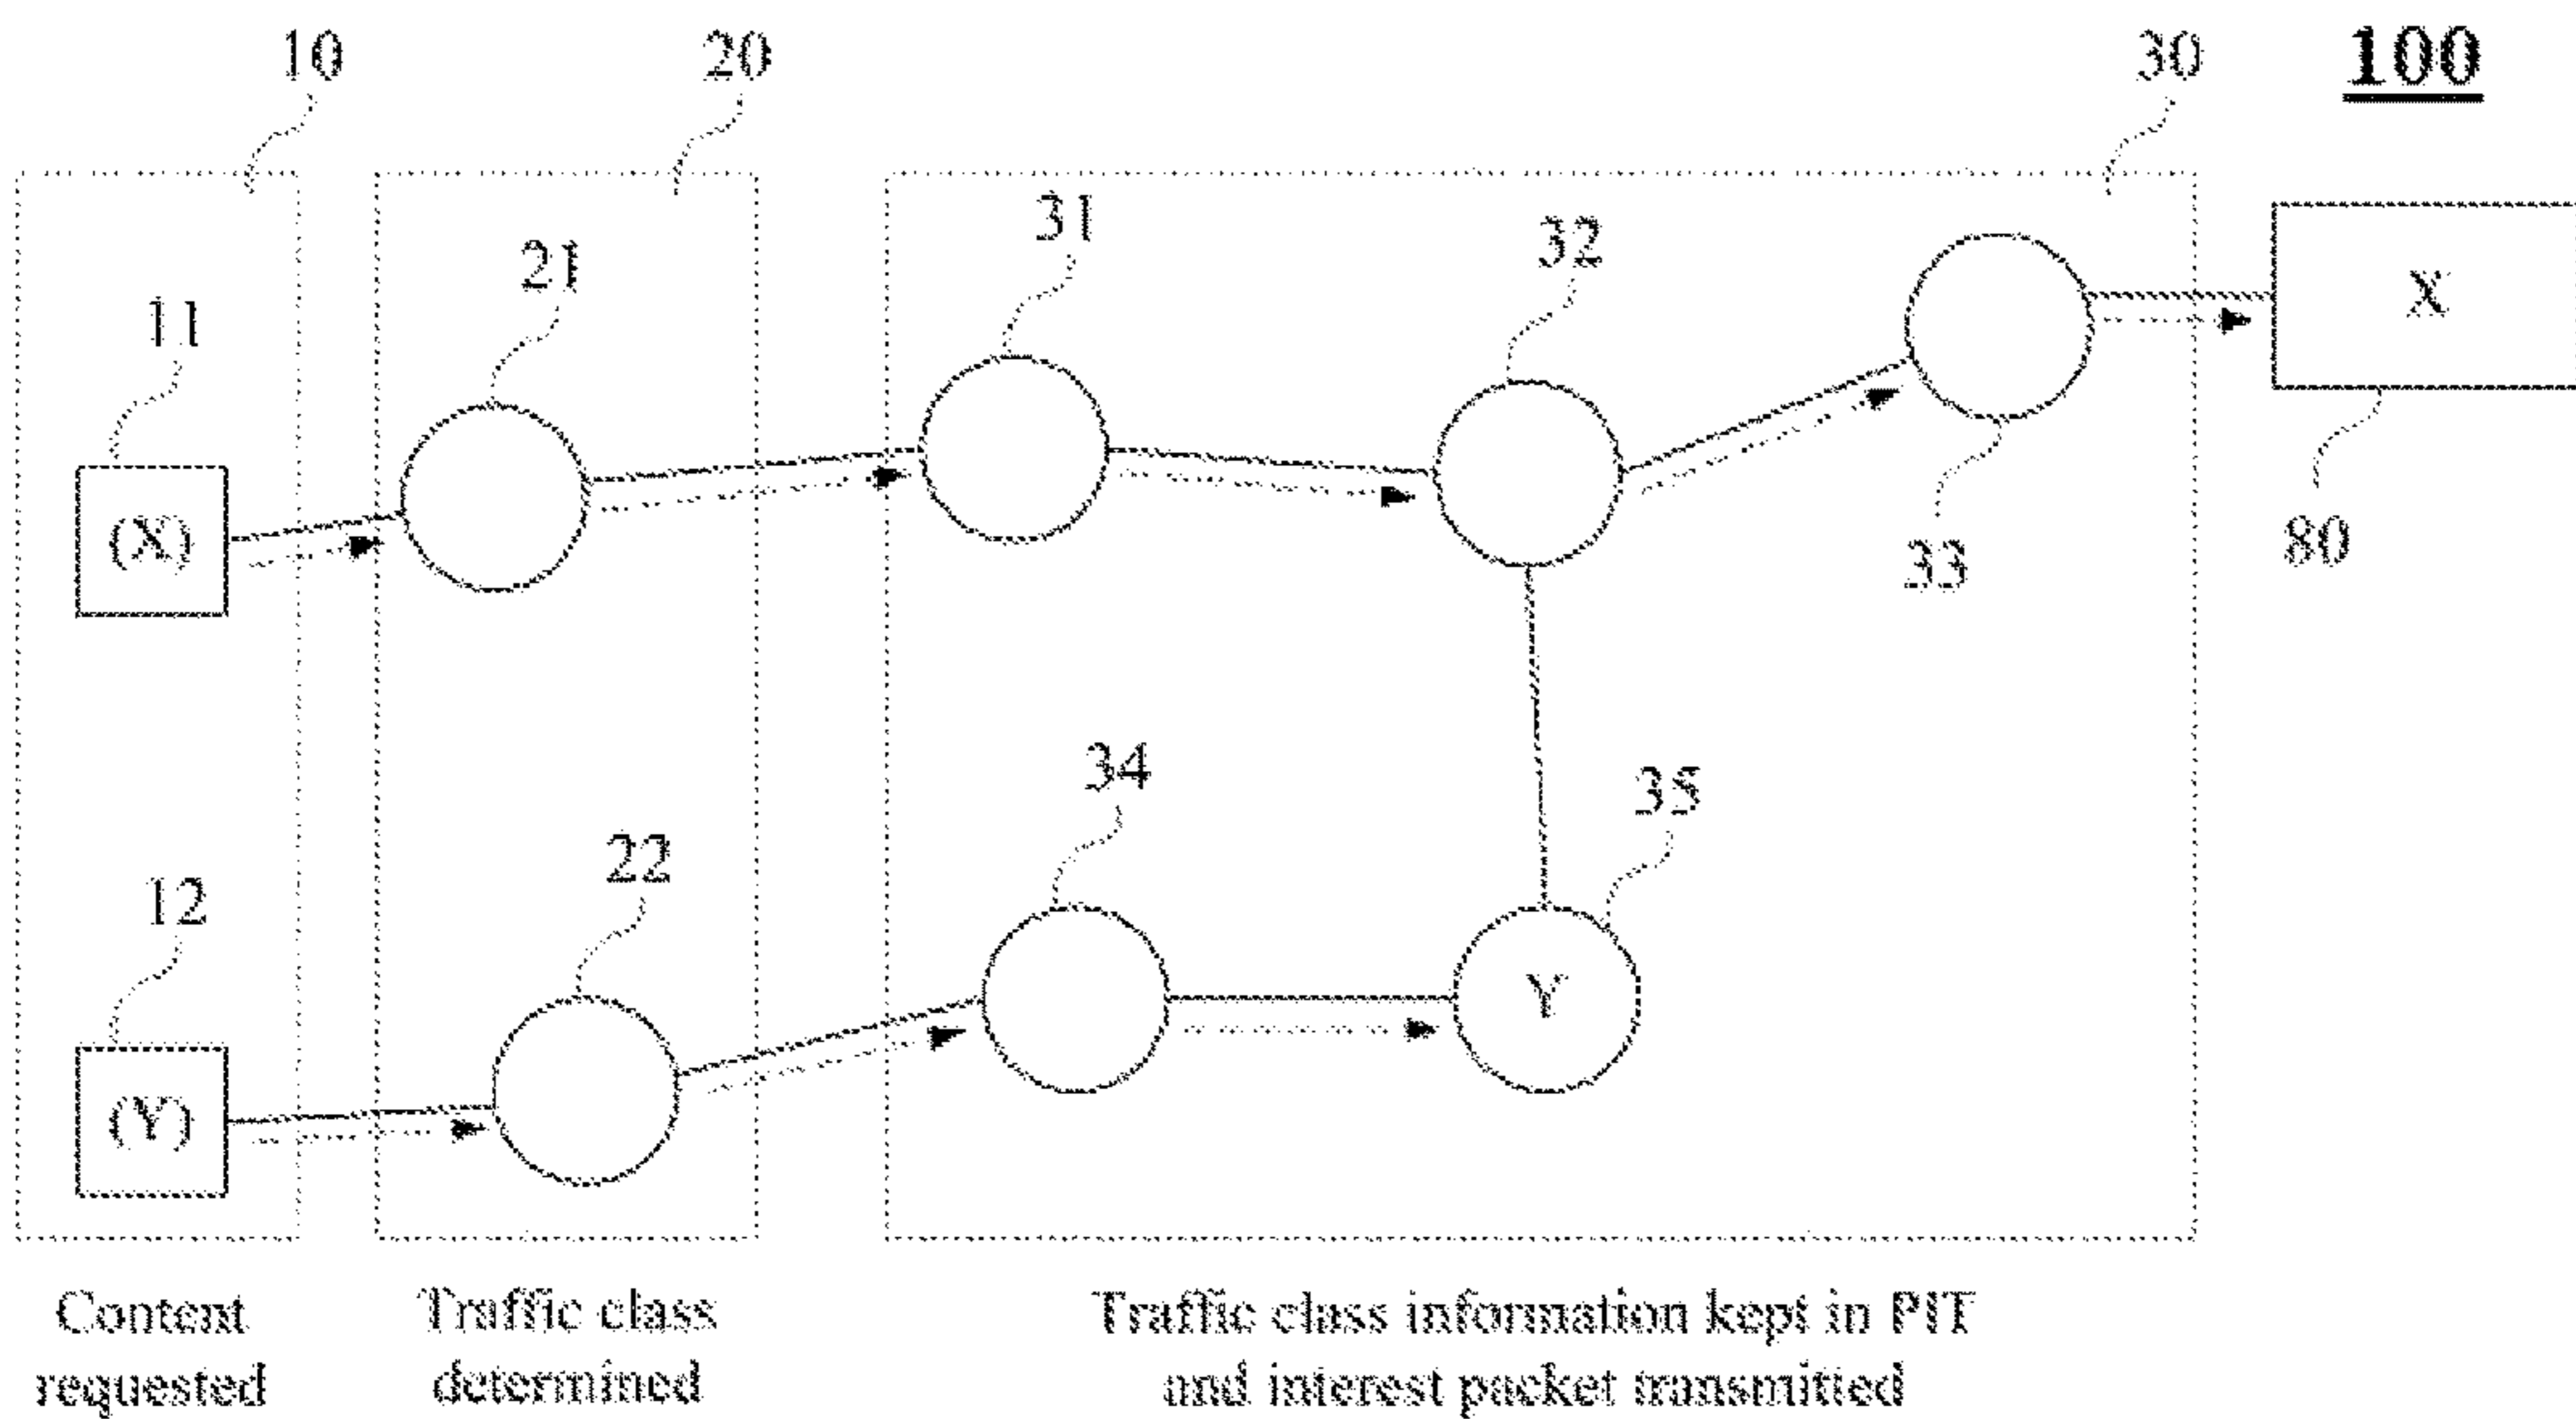 10
20
30
100
11
21
31
32
X
(X)
33
80
12
22
34
35
(Y)
Y
Content
requested
Traffic class
determined
Traffic class information kept in PIT
and interest packet transmitted